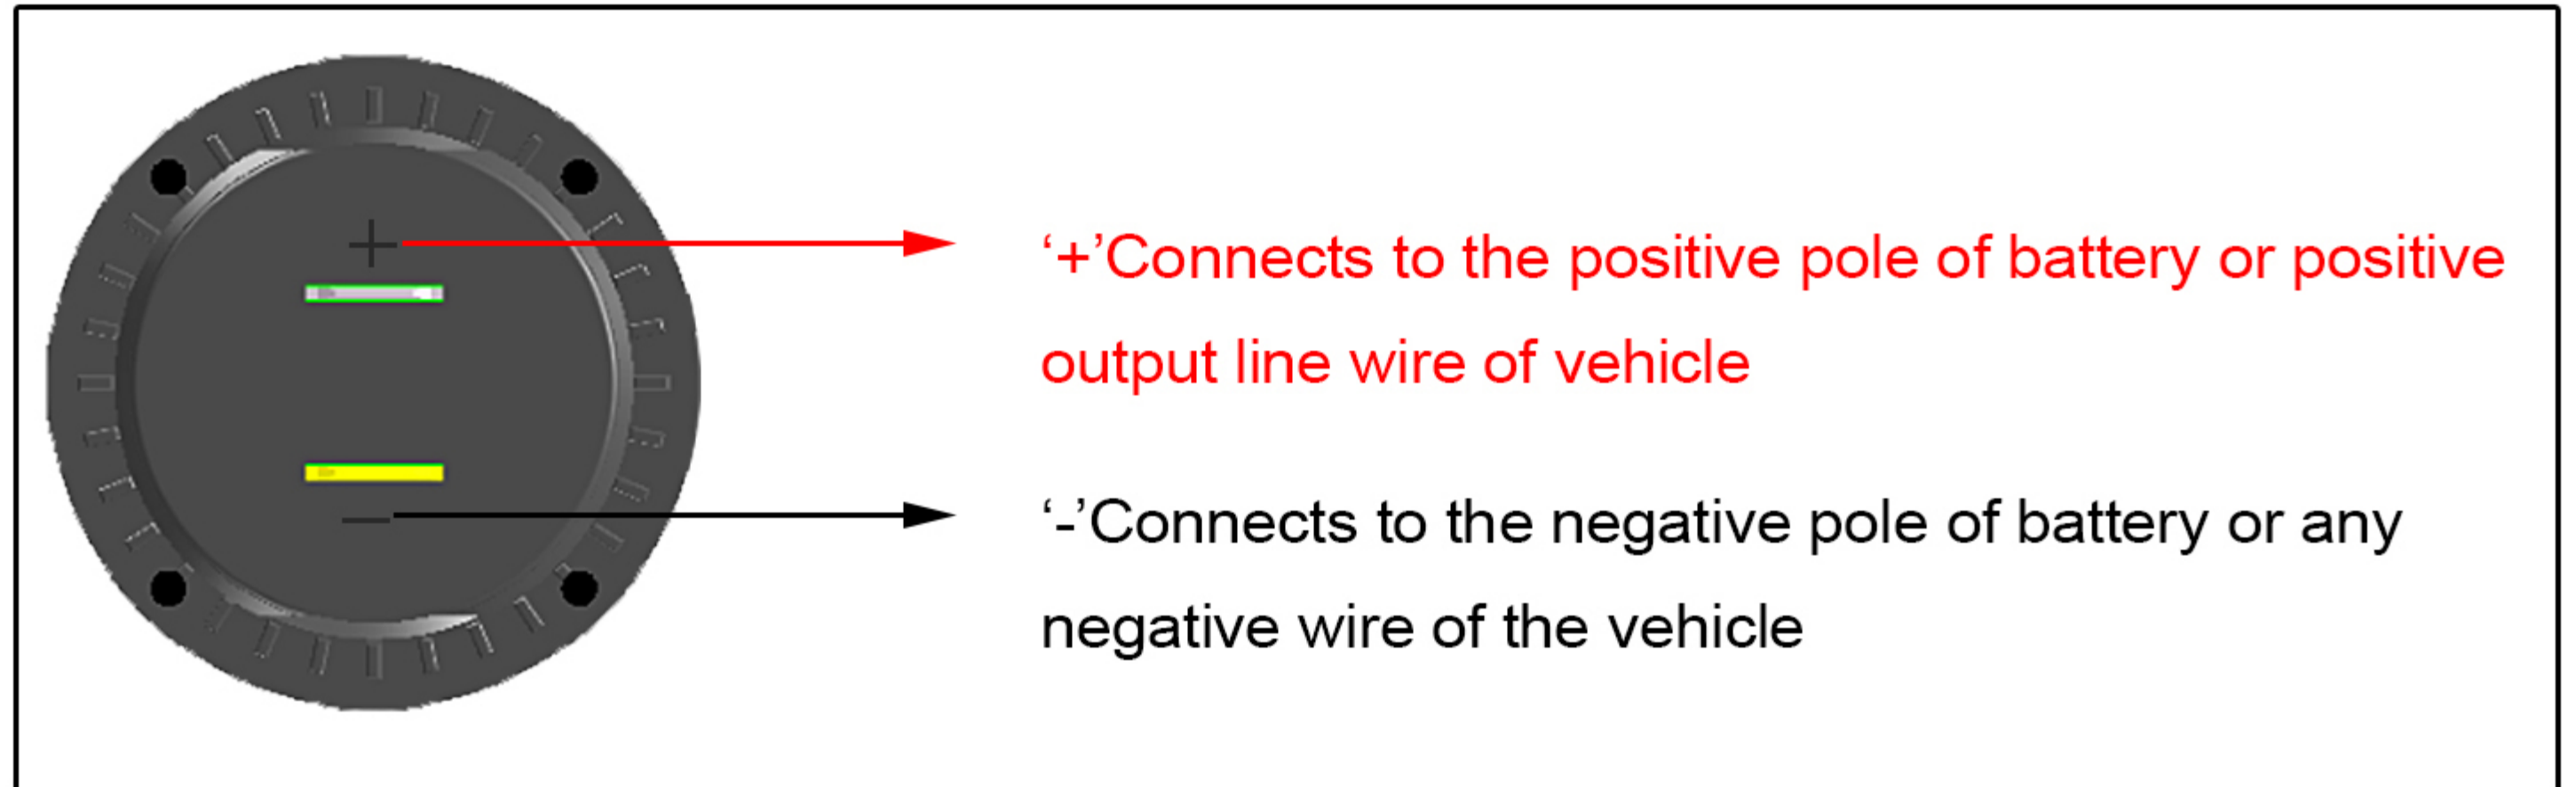 +
‘+’Connects to the positive pole of battery or positive
output line wire of vehicle
—
‘-’Connects to the negative pole of battery or any
negative wire of the vehicle